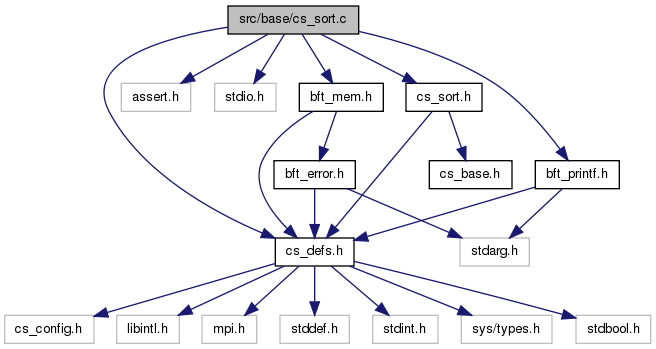 src/base/cs_sort.c
assert.h
stdio.h
bft_mem.h
cs_sort.h
bft_error.h
cs_base.h
bft_printf.h
cs_defs.h
stdarg.h
cs_config.h
libintl.h
mpi.h
stddef.h
stdint.h
sys/types.h
stdbool.h